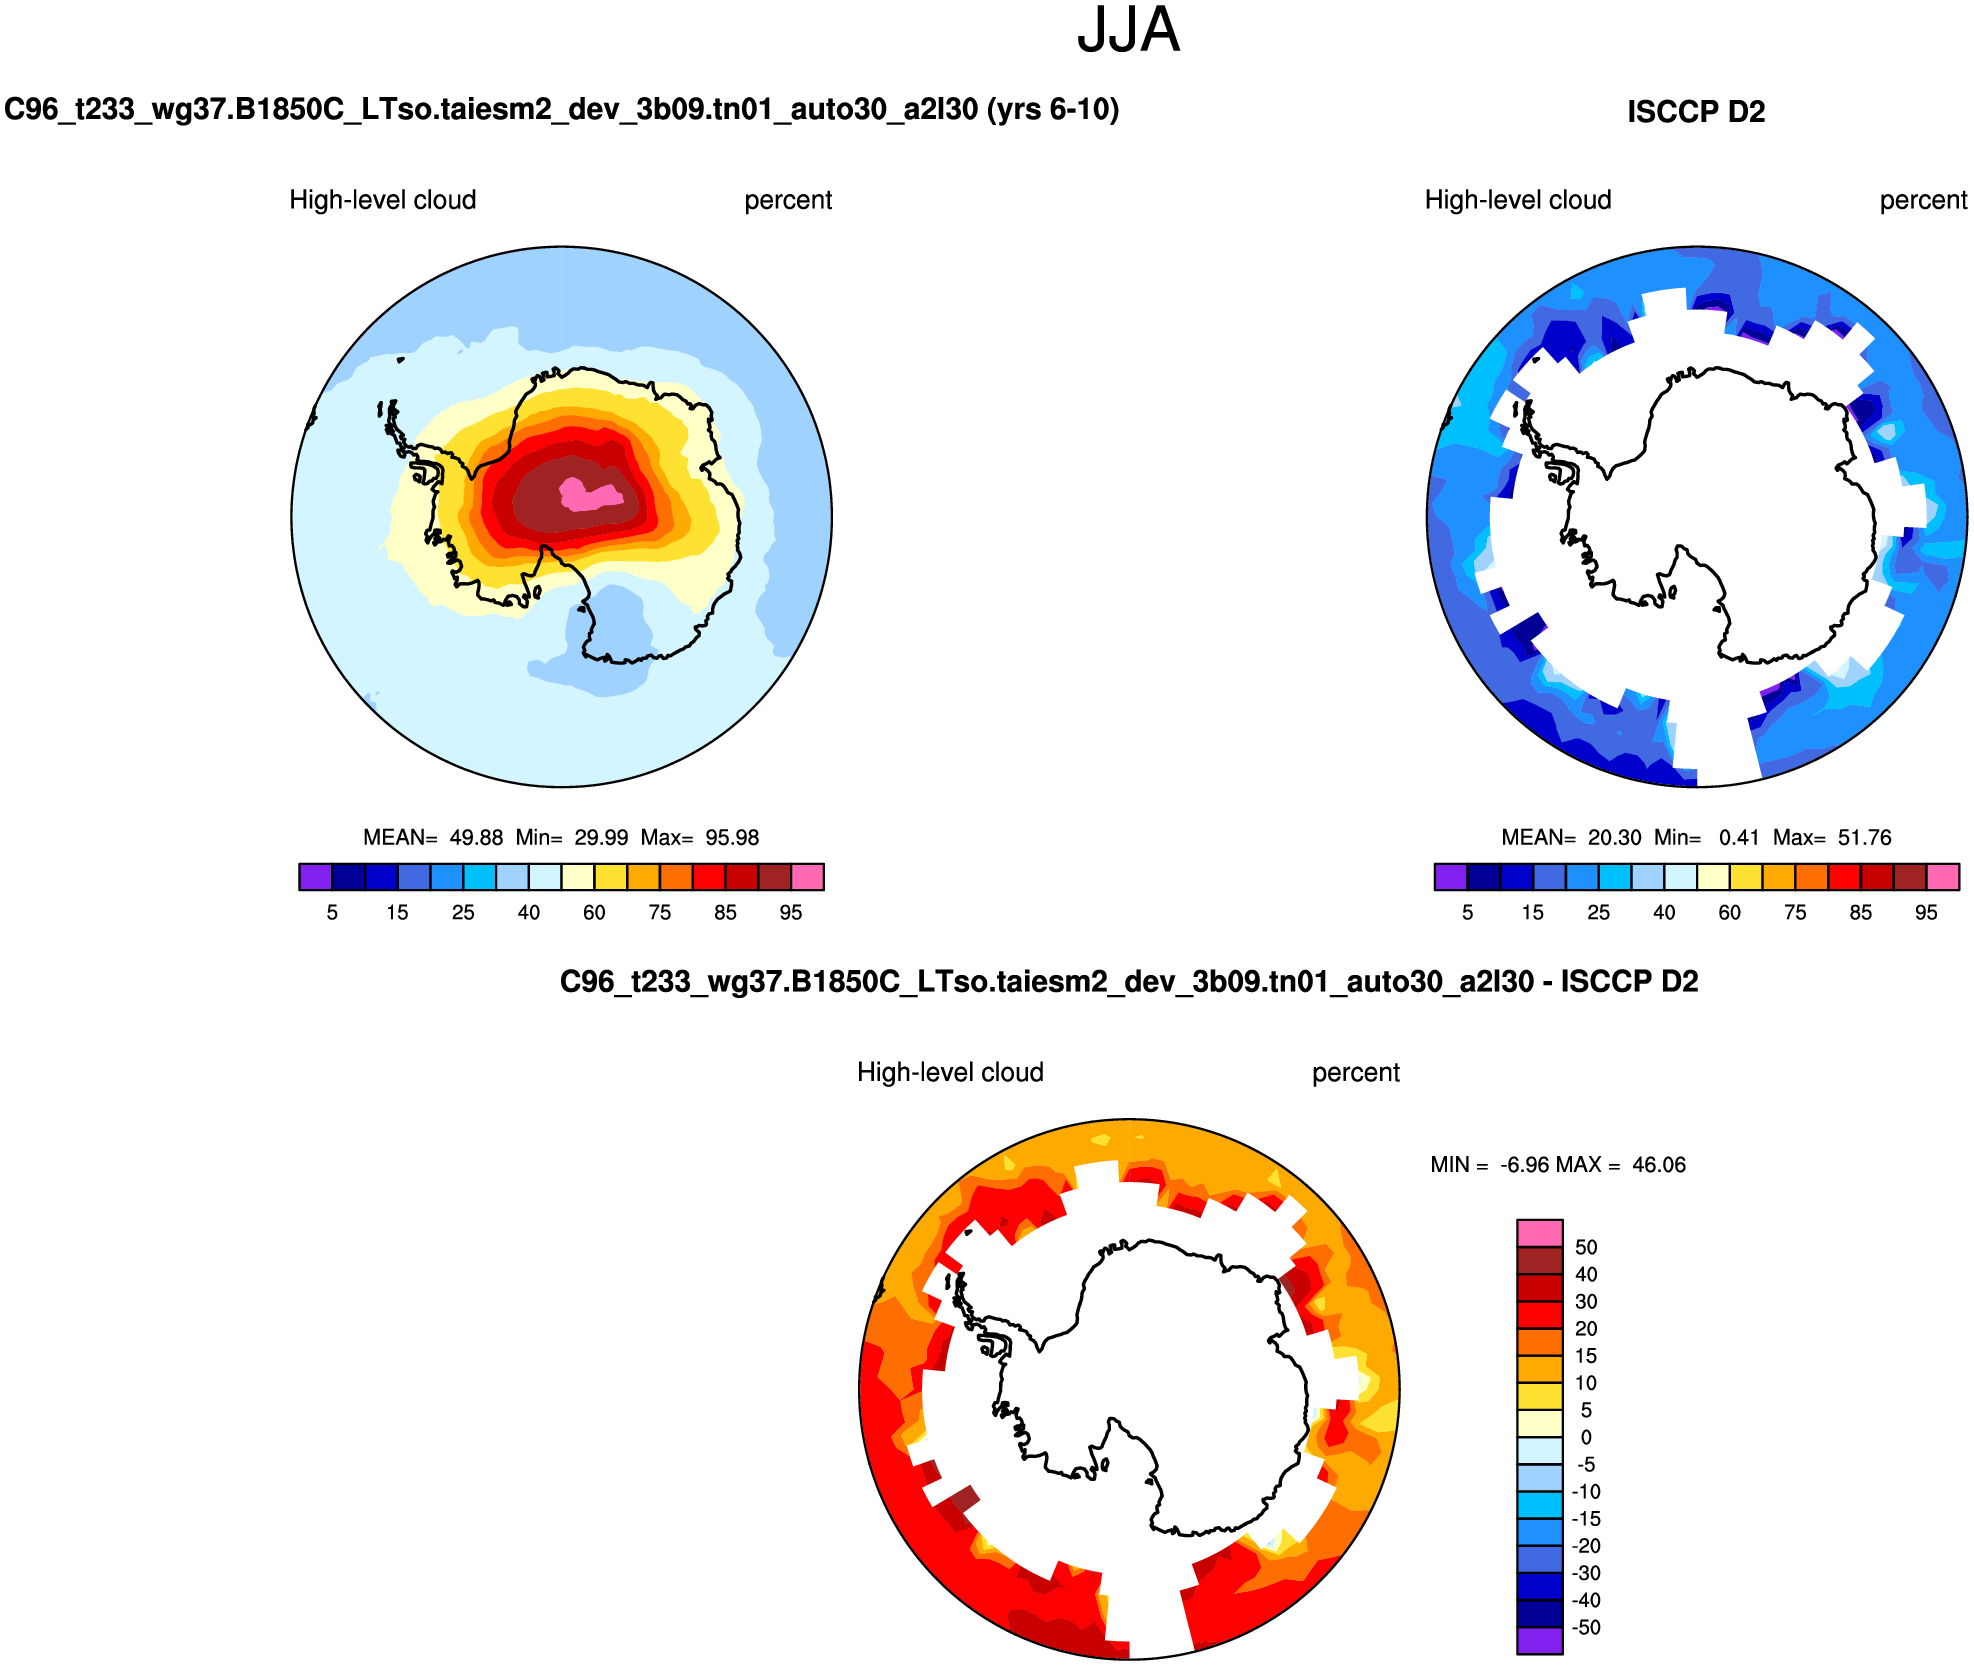 JJA
C96_t233_wg37.B1850C_LTso.taiesm2_dev_3b09.tn01_auto30_a2l30 (yrs 6-10)
ISCCP D2
High-level cloud percent
High-level cloud percent
MEAN= 49.88 Min= 29.99 Max= 95.98
MEAN= 20.30 Min= 0.41 Max= 51.76
5 15 25 40 60 75 85 95
5 15 25 40 60 75 85 95
C96_t233_wg37.B1850C_LTso.taiesm2_dev_3b09.tn01_auto30_a2l30 - ISCCP D2
High-level cloud percent
MIN = -6.96 MAX = 46.06
50
40
30
20
15
10
5
0
-5
-10
-15
-20
-30
-40
-50